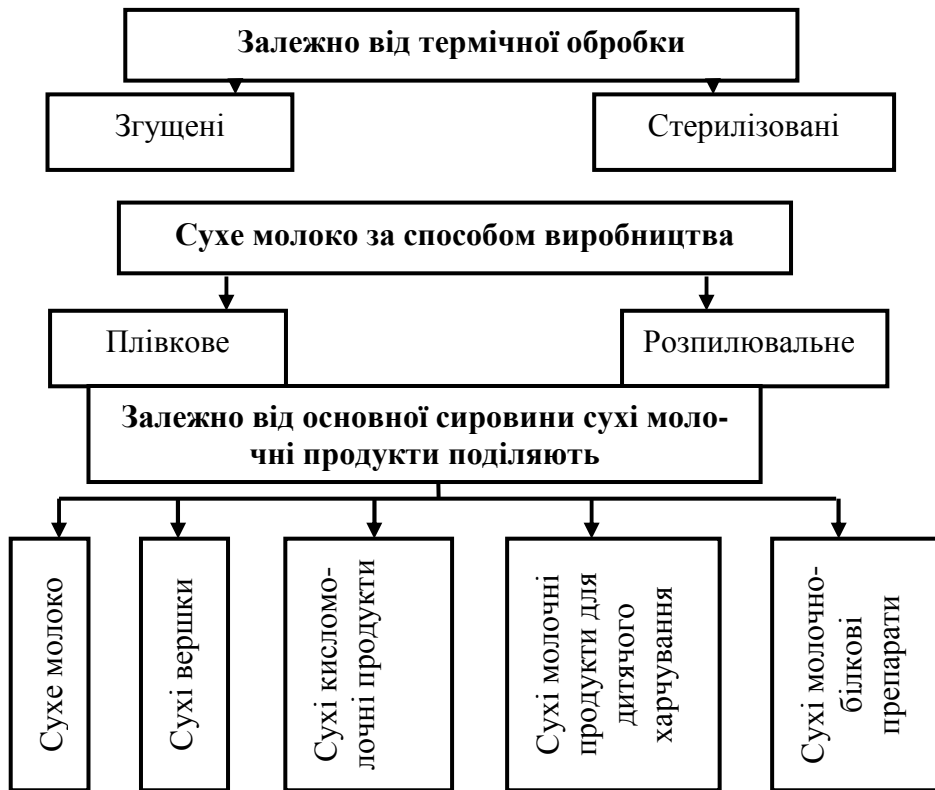 Залежно від термічної обробки
Згущені
Стерилізовані
Сухе молоко за способом виробництва
Плівкове
Розпилювальне
Залежно від основної сировини сухі моло-
чні продукти поділяють
Сухе молоко
Сухі вершки
Сухі кисломо-
лочні продукти
Сухі молочні
продукти для
дитячого
харчування
Сухі молочно-
білкові
препарати